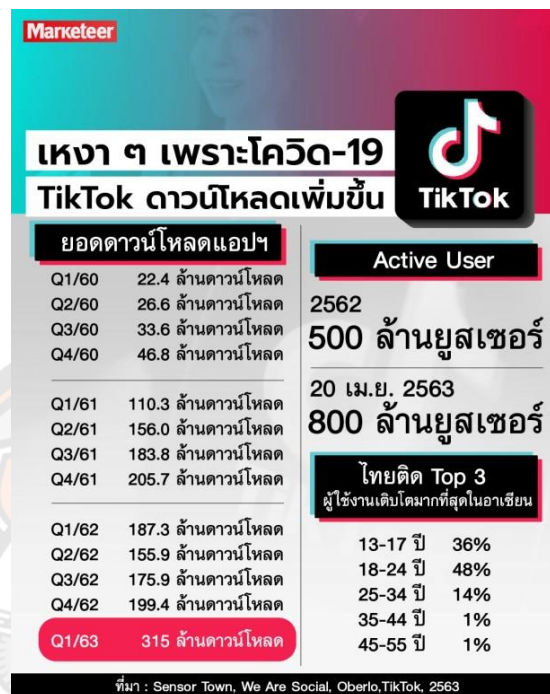 Marketeer
เหงา ๆ เพราะโควิด-19
TikTok ดาวน์โหลดเพิ่มขึ้น
TikTok
ยอดดาวน์โหลดแอปฯ
Q1/60 22.4 ล้านดาวน์โหลด
Q2/60 26.6 ล้านดาวน์โหลด
Q3/60 33.6 ล้านดาวน์โหลด
Q4/60 46.8 ล้านดาวน์โหลด
Q1/61 110.3 ล้านดาวน์โหลด
Q2/61 156.0 ล้านดาวน์โหลด
Q3/61 183.8 ล้านดาวน์โหลด
Q4/61 205.7 ล้านดาวน์โหลด
Q1/62 187.3 ล้านดาวน์โหลด
Q2/62 155.9 ล้านดาวน์โหลด
Q3/62 175.9 ล้านดาวน์โหลด
Q4/62 199.4 ล้านดาวน์โหลด
Q1/63 315 ล้านดาวน์โหลด
Active User
2562
500 ล้านยูสเซอร์
20 เม.ย. 2563
800 ล้านยูสเซอร์
ไทยติด Top 3
ผู้ใช้งานเติบโตมากที่สุดในอาเซียน
13-17 ปี 36%
18-24 ปี 48%
25-34 ปี 14%
35-44 ปี 1%
45-55 ปี 1%
ที่มา : Sensor Town, We Are Social, Oberlo,TikTok, 2563